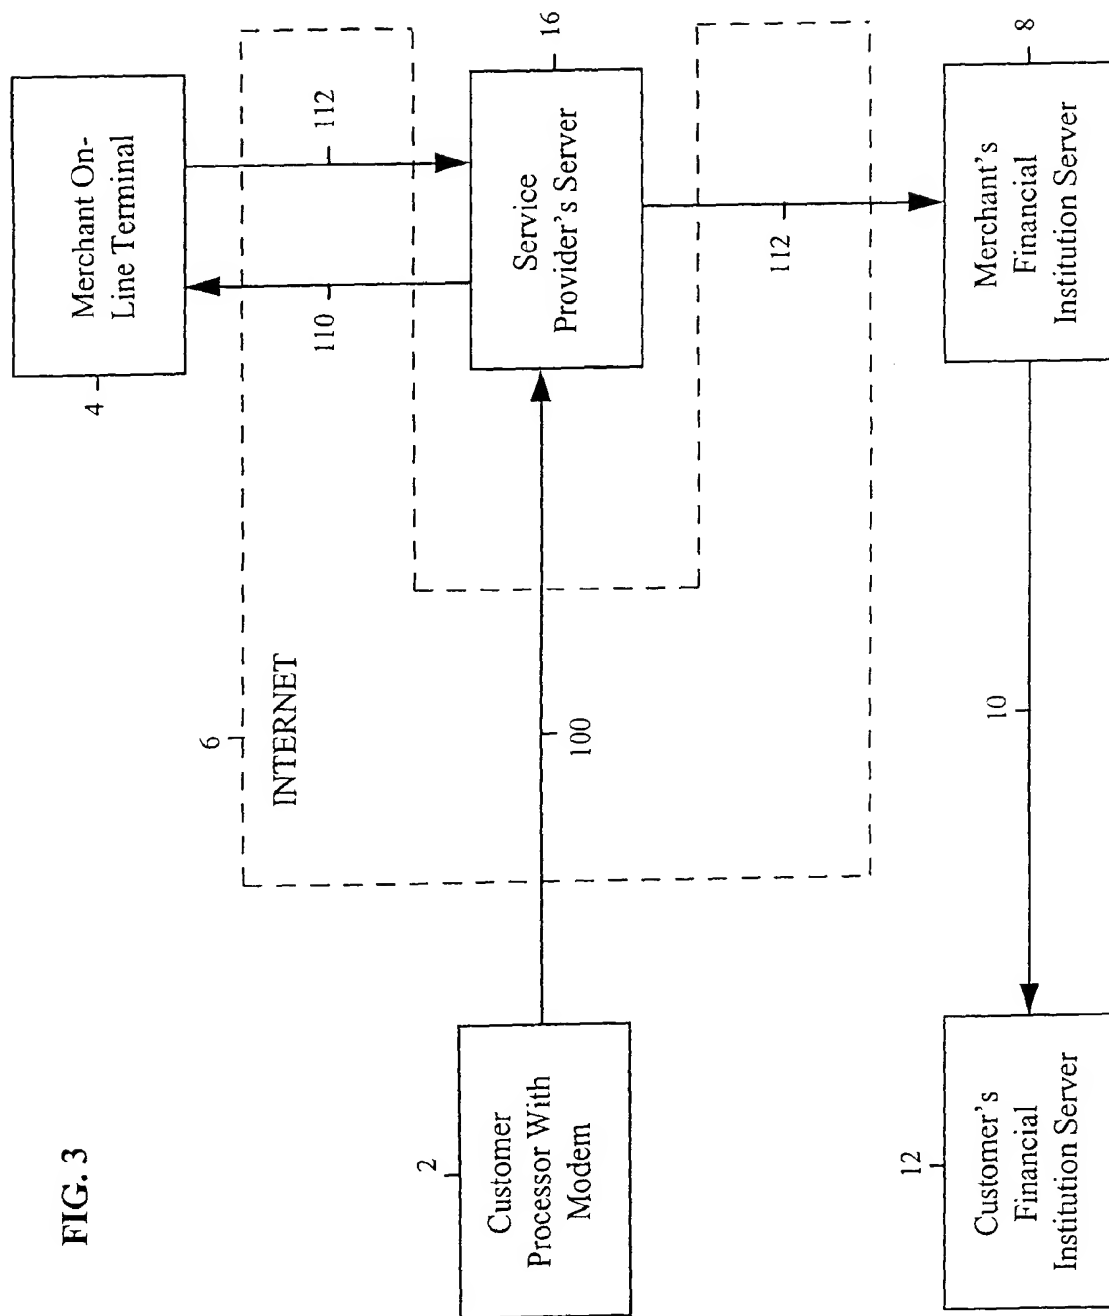 FIG. 3
4
Merchant On-
Line Terminal
6
INTERNET
110
112
2
Customer
Processor With
Modem
100
Service
Provider's Server
16
112
12
Customer's
Financial
Institution Server
10
Merchant's
Financial
Institution Server
8